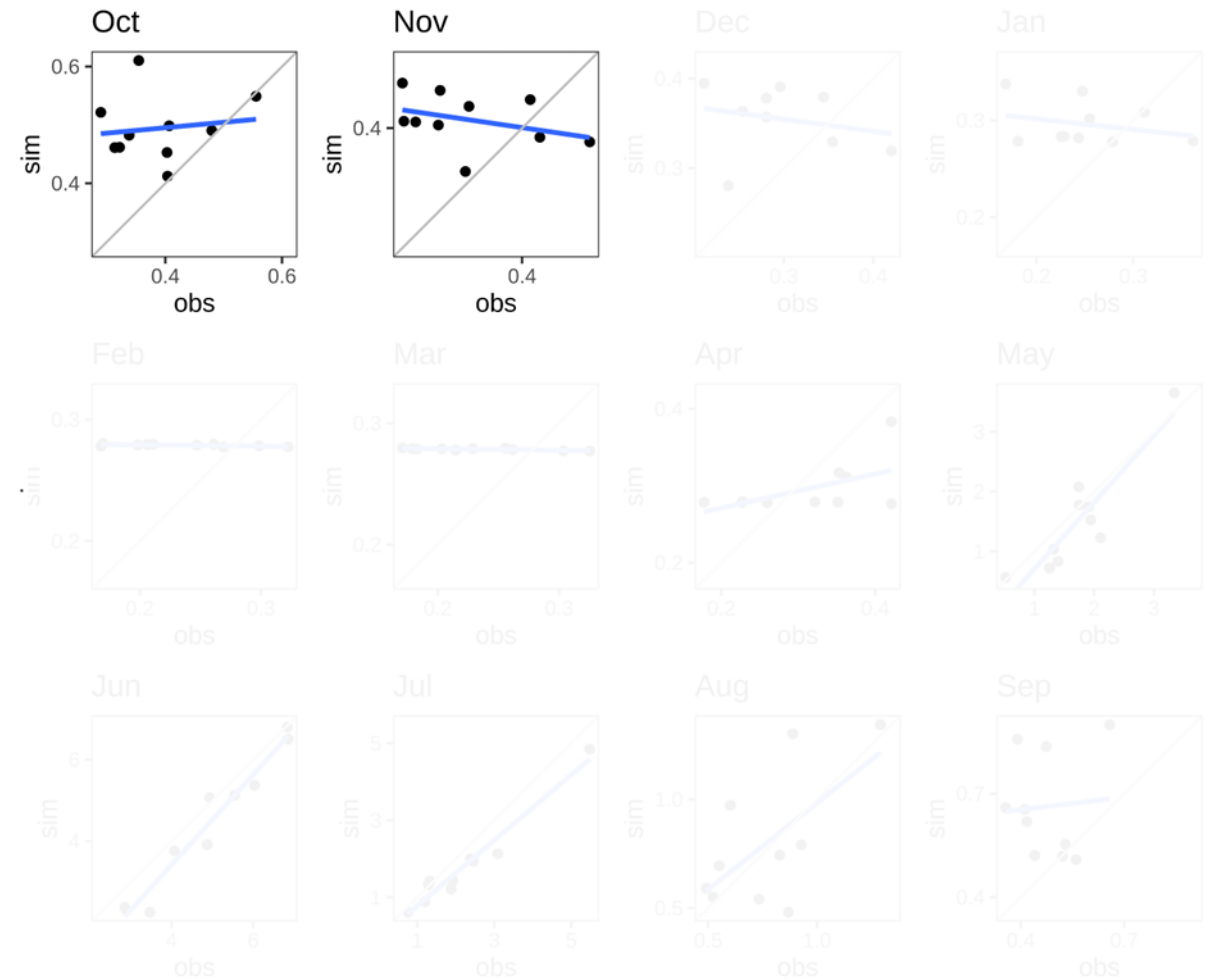 Oct Nov Dec Jan
0.6 0.4 sim 0.4 0.6 obs
0.4 sim 0.4 obs
0.4 0.3 sim 0.3 0.4 obs
0.3 0.2 sim 0.2 0.3 obs
Feb Mar Apr May
0.3 0.2 sim 0.2 0.3 obs
0.3 0.2 sim 0.2 0.3 obs
0.4 0.2 sim 0.2 0.4 obs
3 2 1 sim 1 2 3 obs
Jun Jul Aug Sep
6 4 sim 4 6 obs
5 3 1 sim 1 3 5 obs
1.0 0.5 sim 0.5 1.0 obs
0.7 0.4 sim 0.4 0.7 obs